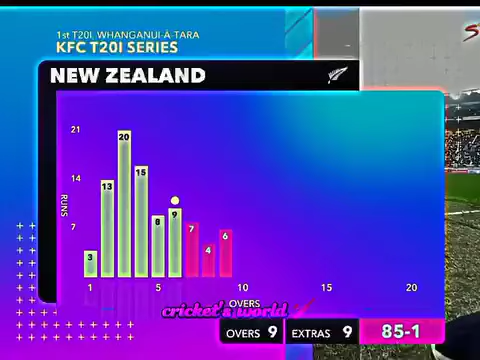 1st T20I, WHANGANUI-Ā-TARA
KFC T20I SERIES
NEW ZEALAND
21
14
7
RUNS
3
13
20
15
8
9
7
4
6
1
5
10
15
20
OVERS
cricket's world
OVERS 9
EXTRAS 9
85-1